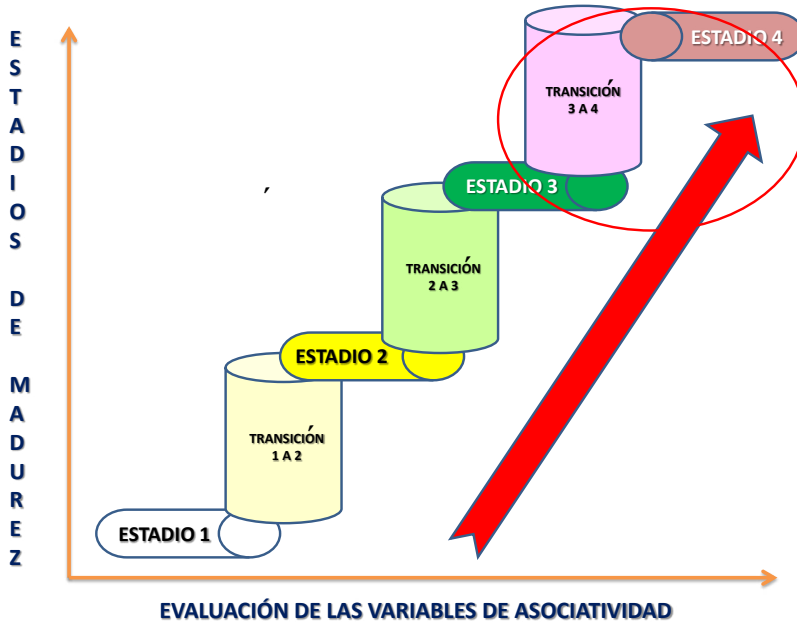 ESTADIOS DE MADUREZ
ESTADIO 4
TRANSICIÓN
3 A 4
ESTADIO 3
TRANSICIÓN
2 A 3
ESTADIO 2
TRANSICIÓN
1 A 2
ESTADIO 1
EVALUACIÓN DE LAS VARIABLES DE ASOCIATIVIDAD